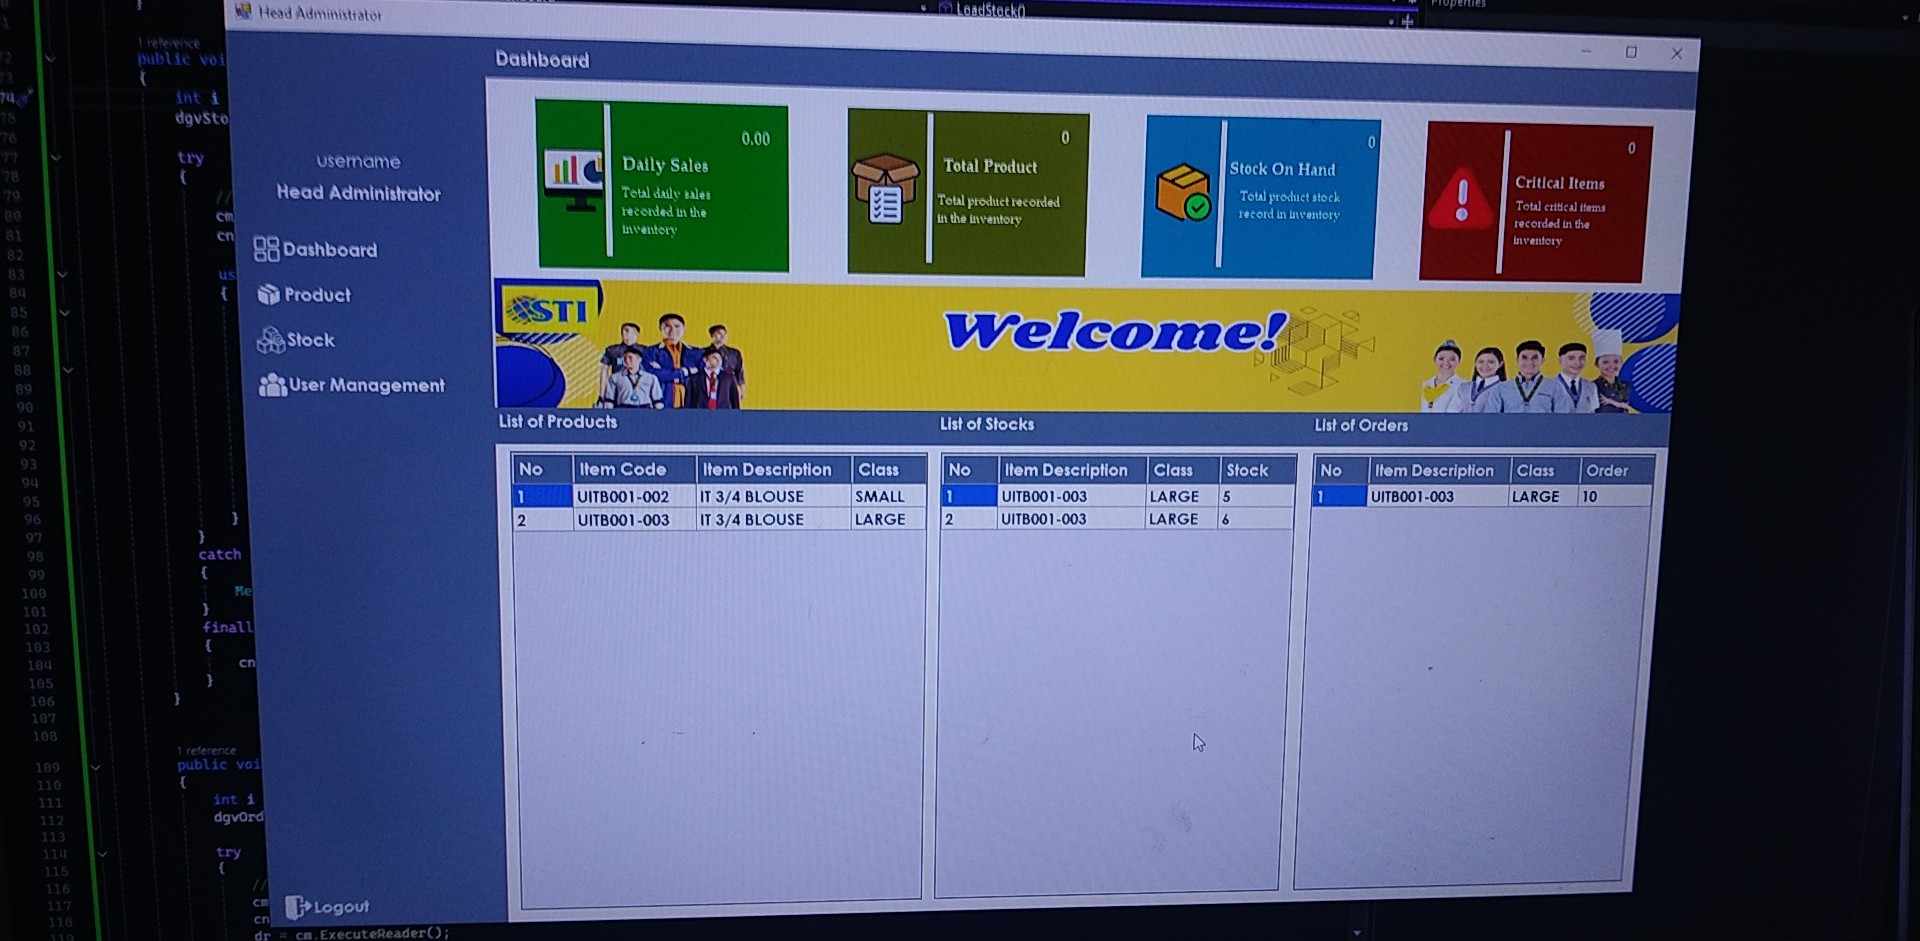 Head Administrator
LoadStock()
Properties
Dashboard
username
Head Administrator
Dashboard
Product
Stock
User Management
Logout
0.00
Daily Sales
Total daily sales
recorded in the
inventory
0
Total Product
Total product recorded
in the inventory
0
Stock On Hand
Total product stock
record in inventory
0
Critical Items
Total critical items
recorded in the
inventory
STI
Welcome!
List of Products
No Item Code Item Description Class
1 UITB001-002 IT 3/4 BLOUSE SMALL
2 UITB001-003 IT 3/4 BLOUSE LARGE
List of Stocks
No Item Description Class Stock
1 UITB001-003 LARGE 5
2 UITB001-003 LARGE 6
List of Orders
No Item Description Class Order
1 UITB001-003 LARGE 10
1 reference
public voi
{
74 int i
75 dgvSto
76
77 try
78 {
79 //
80 cm
81 cn
82
83 us
84 {
85
86
87
88
89
90
91
92
93
94
95
96 }
97 }
98 catch
99 {
100 Me
101 }
102 finall
103 {
104 cn
105 }
106 }
107
108
1 reference
109 public voi
110 {
111 int i
112 dgvOrd
113
114 try
115 {
116 //
117 cm
118 cn
119 dr = cm.ExecuteReader();